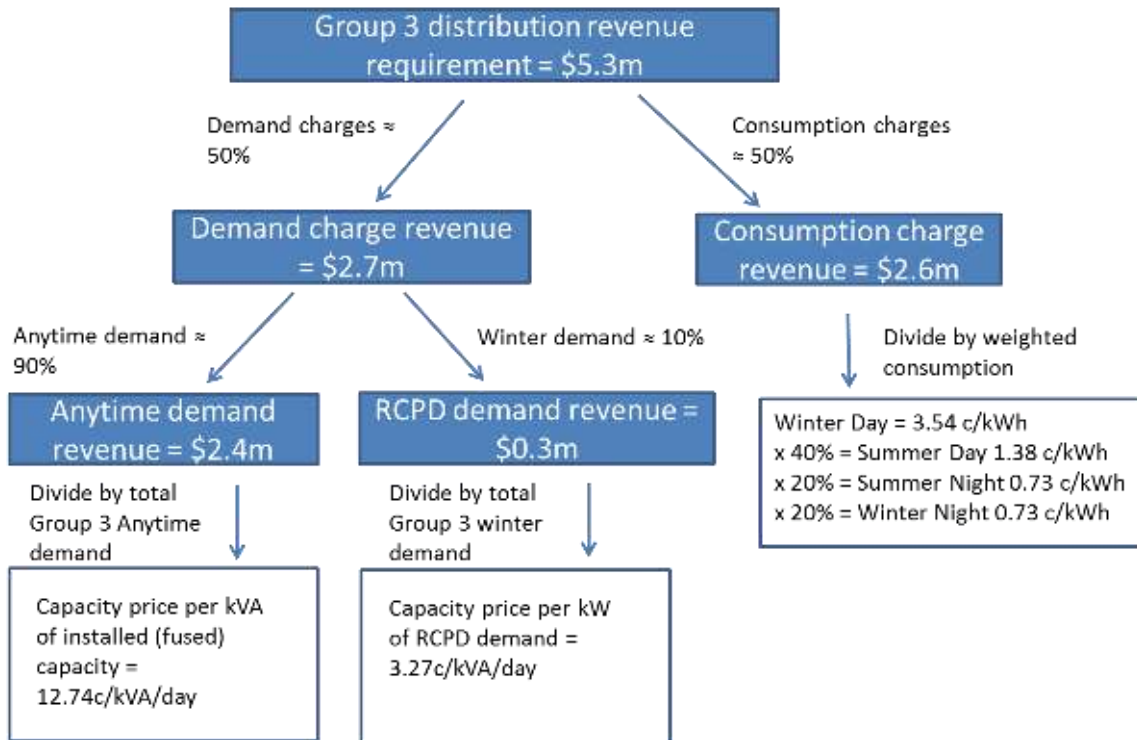 Group 3 distribution revenue
requirement = $5.3m
Demand charges ≈
50%
Consumption charges
≈ 50%
Demand charge revenue
= $2.7m
Consumption charge
revenue = $2.6m
Anytime demand ≈
90%
Winter demand ≈ 10%
Divide by weighted
consumption
Anytime demand
revenue = $2.4m
RCPD demand revenue =
$0.3m
Winter Day = 3.54 c/kWh
x 40% = Summer Day 1.38 c/kWh
x 20% = Summer Night 0.73 c/kWh
x 20% = Winter Night 0.73 c/kWh
Divide by total
Group 3 Anytime
demand
Divide by total
Group 3 winter
demand
Capacity price per kVA
of installed (fused)
capacity =
12.74c/kVA/day
Capacity price per kW
of RCPD demand =
3.27c/kVA/day